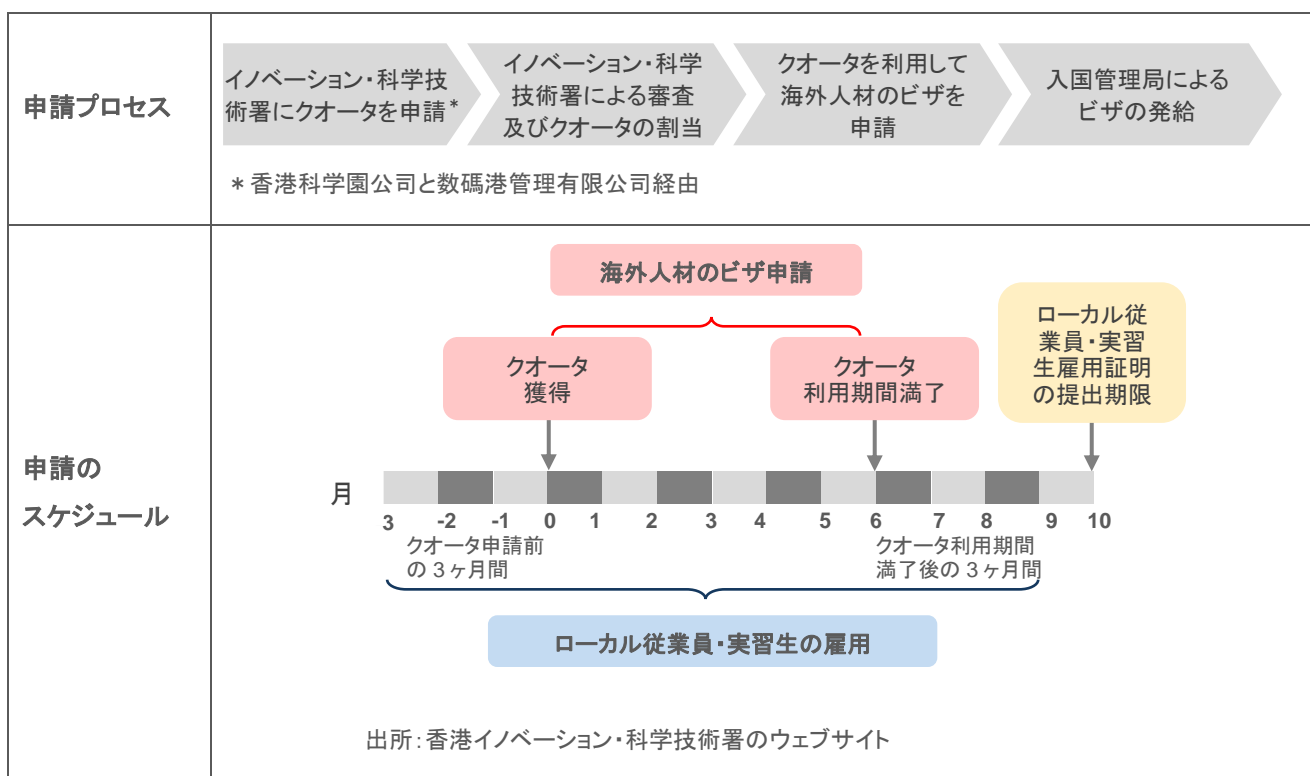 申請プロセス
イノベーション・科学技
術署にクオータを申請*
イノベーション・科学
技術署による審査
及びクオータの割当
クオータを利用して
海外人材のビザを
申請
入国管理局による
ビザの発給
* 香港科学園公司と数碼港管理有限公司経由
申請の
スケジュール
海外人材のビザ申請
クオータ
獲得
クオータ
利用期間満了
ローカル従
業員・実習
生雇用証明
の提出期限
月
3 -2 -1 0 1 2 3 4 5 6 7 8 9 10
クオータ申請前
の 3 ヶ月間
クオータ利用期間
満了後の 3 ヶ月間
ローカル従業員・実習生の雇用
出所：香港イノベーション・科学技術署のウェブサイト